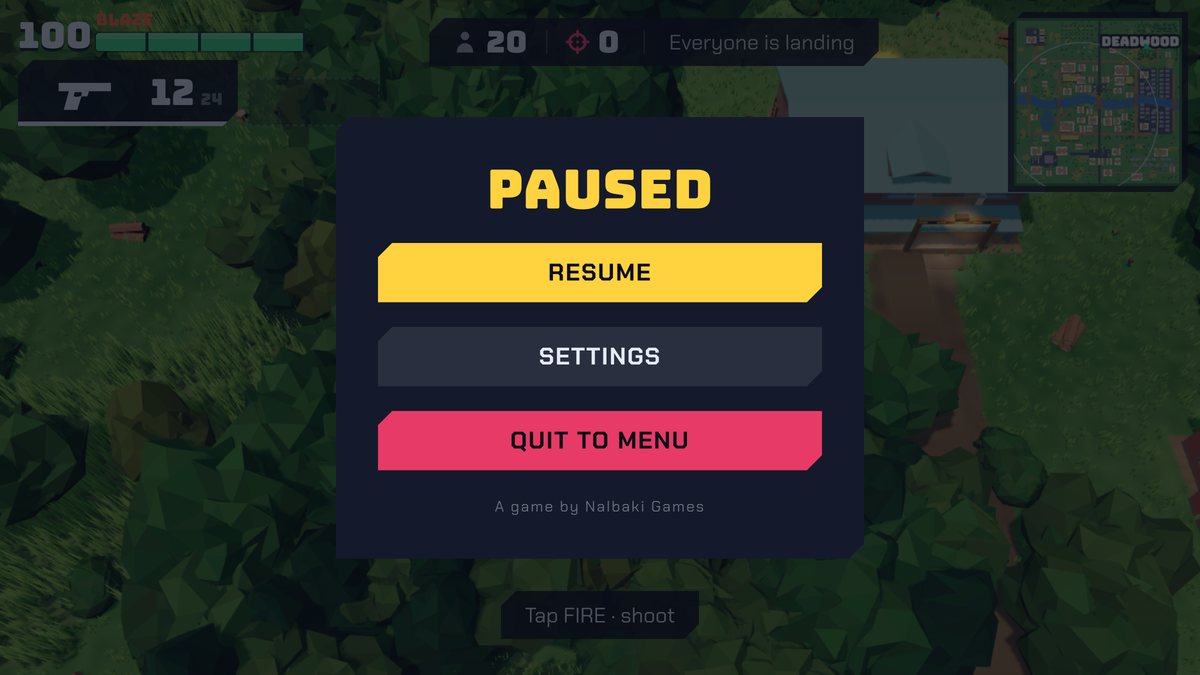 BLAZE
100
20 0 Everyone is landing
DEADWOOD
12 24
PAUSED
RESUME
SETTINGS
QUIT TO MENU
A game by Nalbaki Games
Tap FIRE · shoot